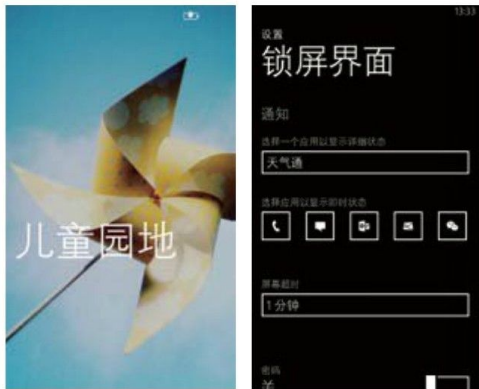 儿童园地
13:33
设置
锁屏界面
通知
选择一个应用以显示详细状态
天气通
选择应用以显示即时状态
屏幕超时
1 分钟
密码
关